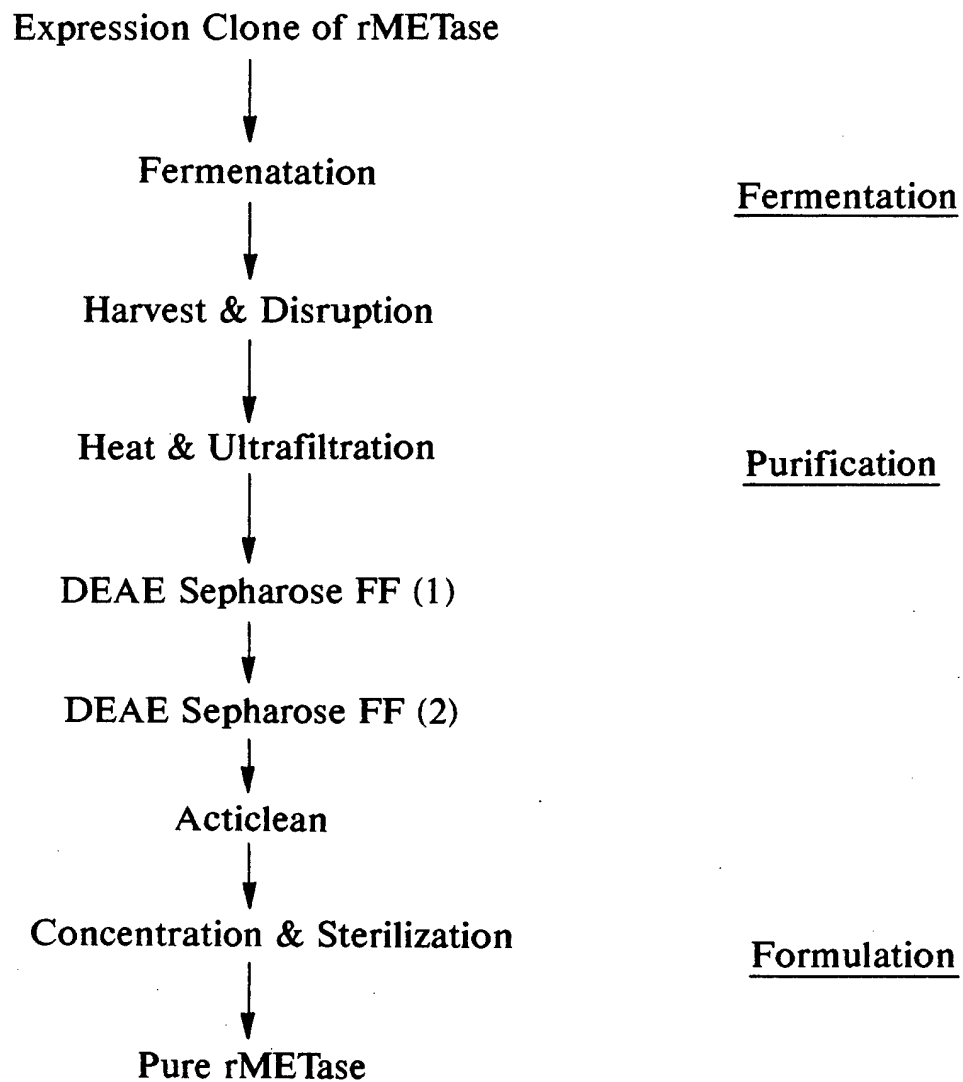 Expression Clone of rMETase
Fermenatation
Fermentation
Harvest & Disruption
Heat & Ultrafiltration
Purification
DEAE Sepharose FF (1)
DEAE Sepharose FF (2)
Acticlean
Concentration & Sterilization
Formulation
Pure rMETase